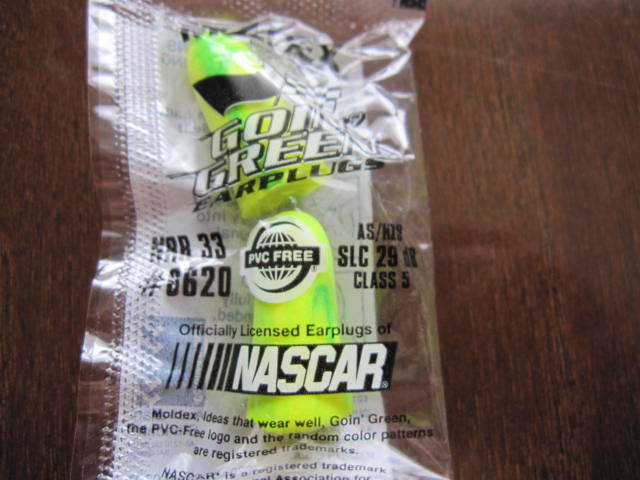 GOIN'
GREEN
EARPLUGS
NRR 33
#6620
PVC FREE
AS/NZS
SLC 29 dB
CLASS 5
Officially Licensed Earplugs of
NASCAR®
Moldex, ideas that wear well, Goin' Green,
the PVC-Free logo and the random color patterns
are registered trademarks.
NASCAR® is a registered trademark
Association for